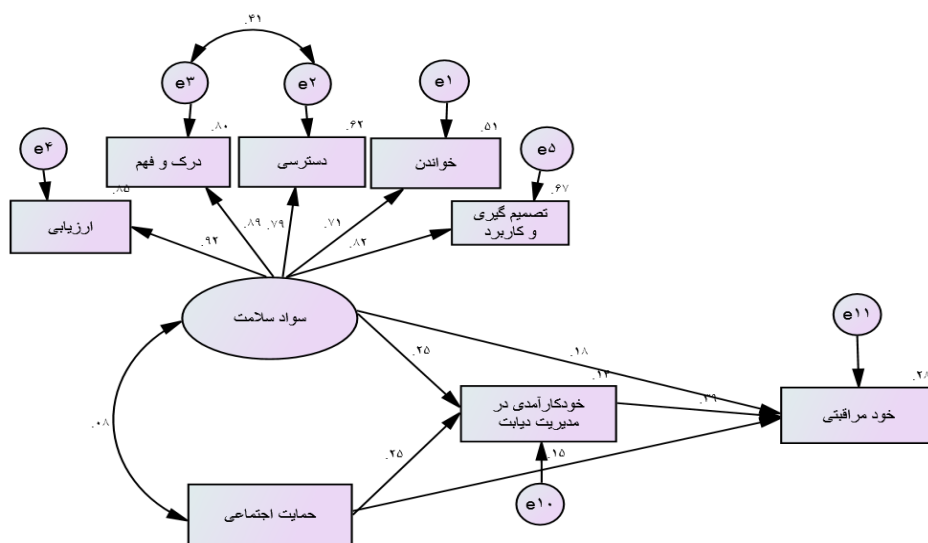 .۴۱
e۳
e۲
e۱
e۴
e۵
.۸۰
.۶۲
.۵۱
.۸۵
.۶۷
درک و فهم
دسترسی
خواندن
ارزیابی
تصمیم گیری
و کاربرد
.۹۲
.۸۹
.۷۹
.۷۱
.۸۲
سواد سلامت
e۱۱
.۲۵
.۱۸
.۱۳
.۳۹
.۲۸
خودکارآمدی در
مدیریت دیابت
خود مراقبتی
.۰۸
.۲۵
.۱۵
e۱۰
حمایت اجتماعی